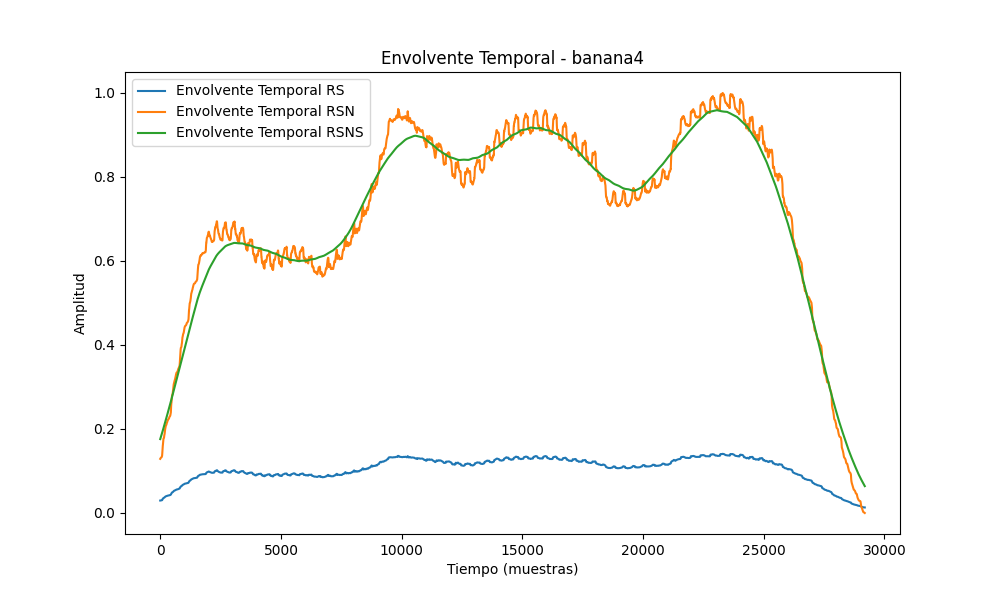 Envolvente Temporal - banana4
Envolvente Temporal RS
Envolvente Temporal RSN
Envolvente Temporal RSNS
Amplitud
1.0
0.8
0.6
0.4
0.2
0.0
0 5000 10000 15000 20000 25000 30000
Tiempo (muestras)